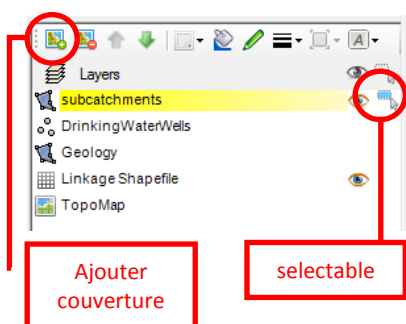 A
Layers
subcatchments
DrinkingWaterWells
Geology
Linkage Shapefile
TopoMap
Ajouter
couverture
selectable